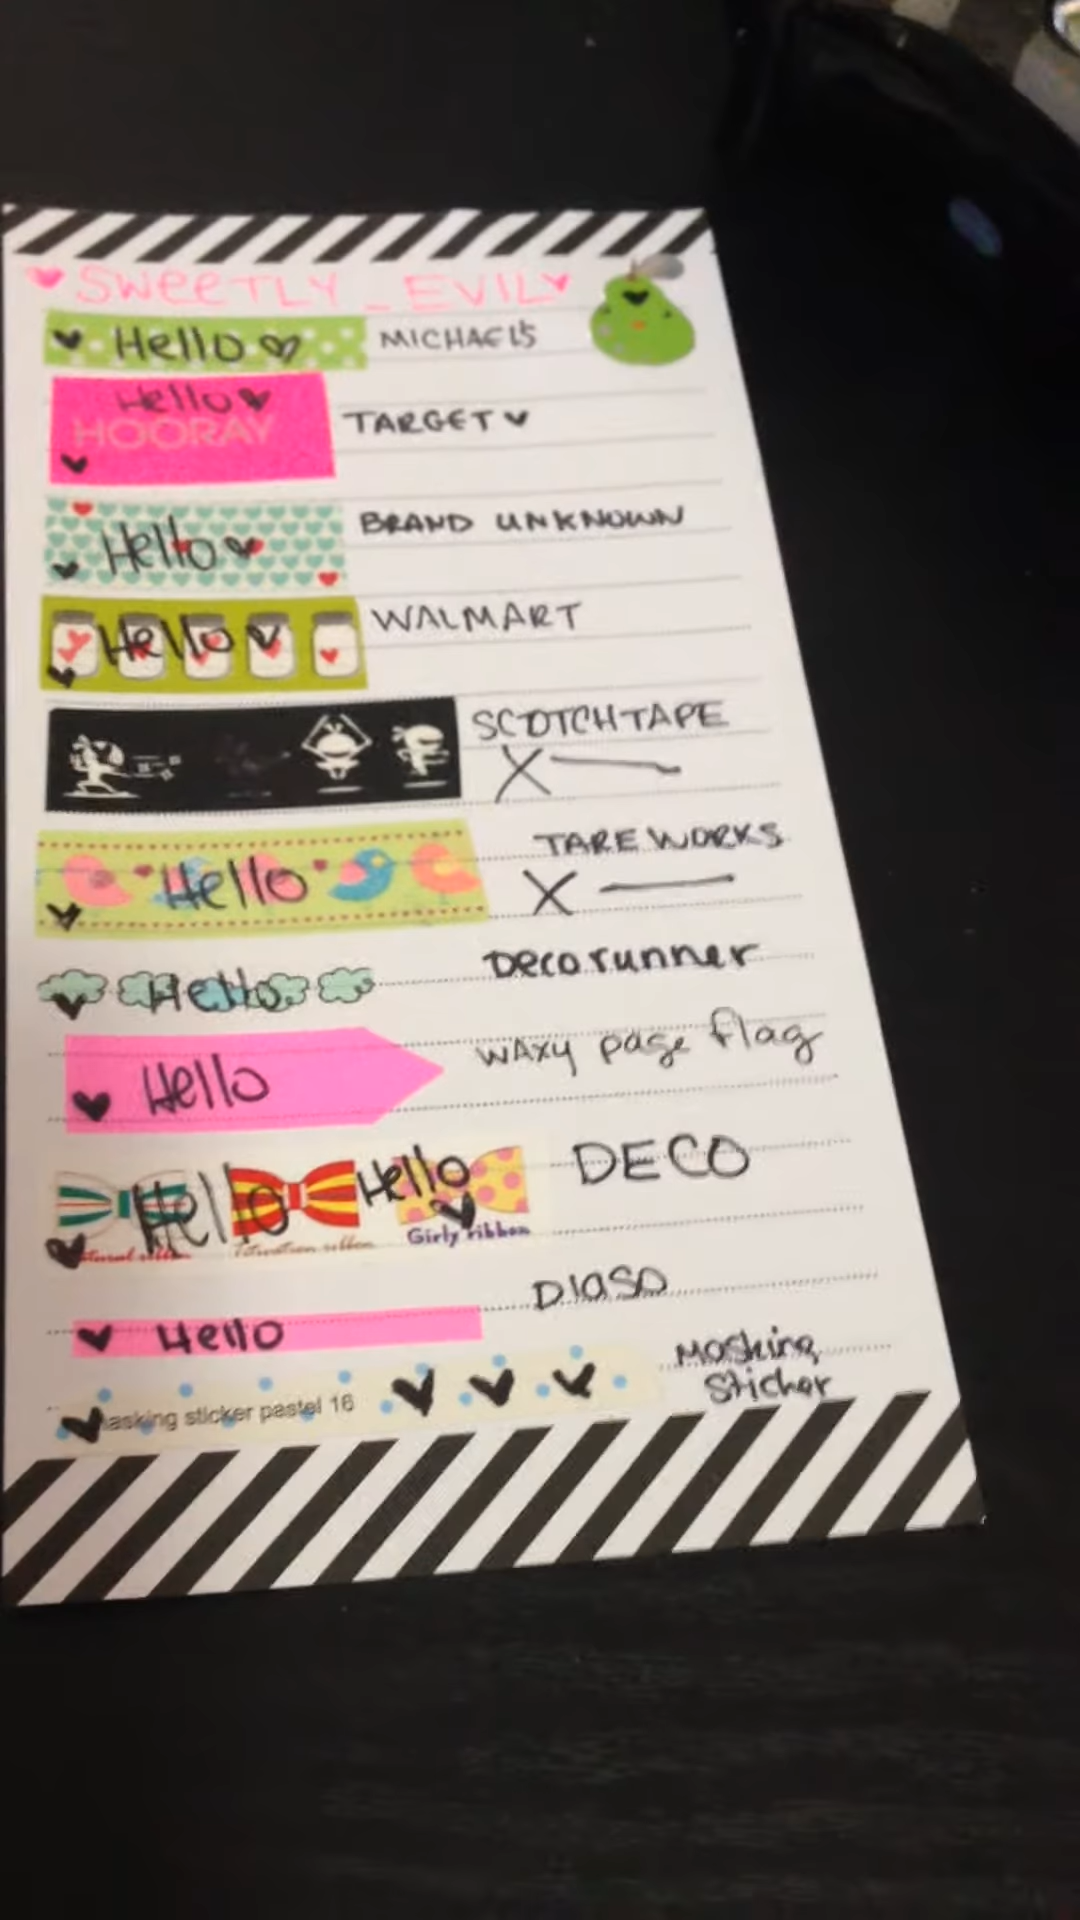 SWEETLY_EVIL
Hello MICHAELS
Hello
HOORAY
TARGET
Hello BRAND UNKNOWN
Hello WALMART
SCOTCH TAPE
X
Hello TAPE WORKS
X
Hello Deco runner
Hello waxy page flag
Hello Hello DECO
Girly ribbon
Hello DIASO
asking sticker pastel 16 Masking
Sticker